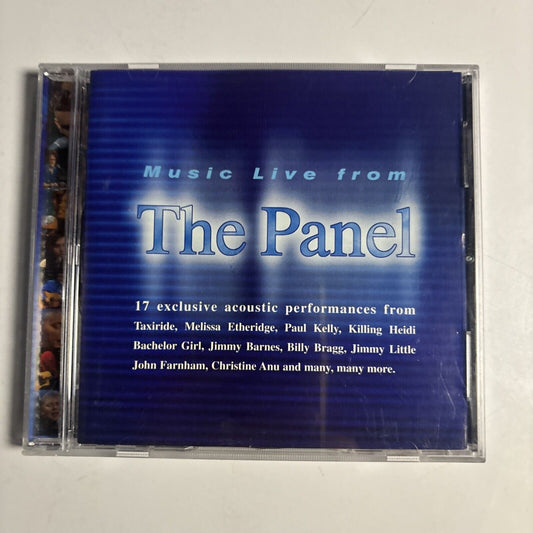 Music Live from
The Panel
17 exclusive acoustic performances from
Taxiride, Melissa Etheridge, Paul Kelly, Killing Heidi
Bachelor Girl, Jimmy Barnes, Billy Bragg, Jimmy Little
John Farnham, Christine Anu and many, many more.